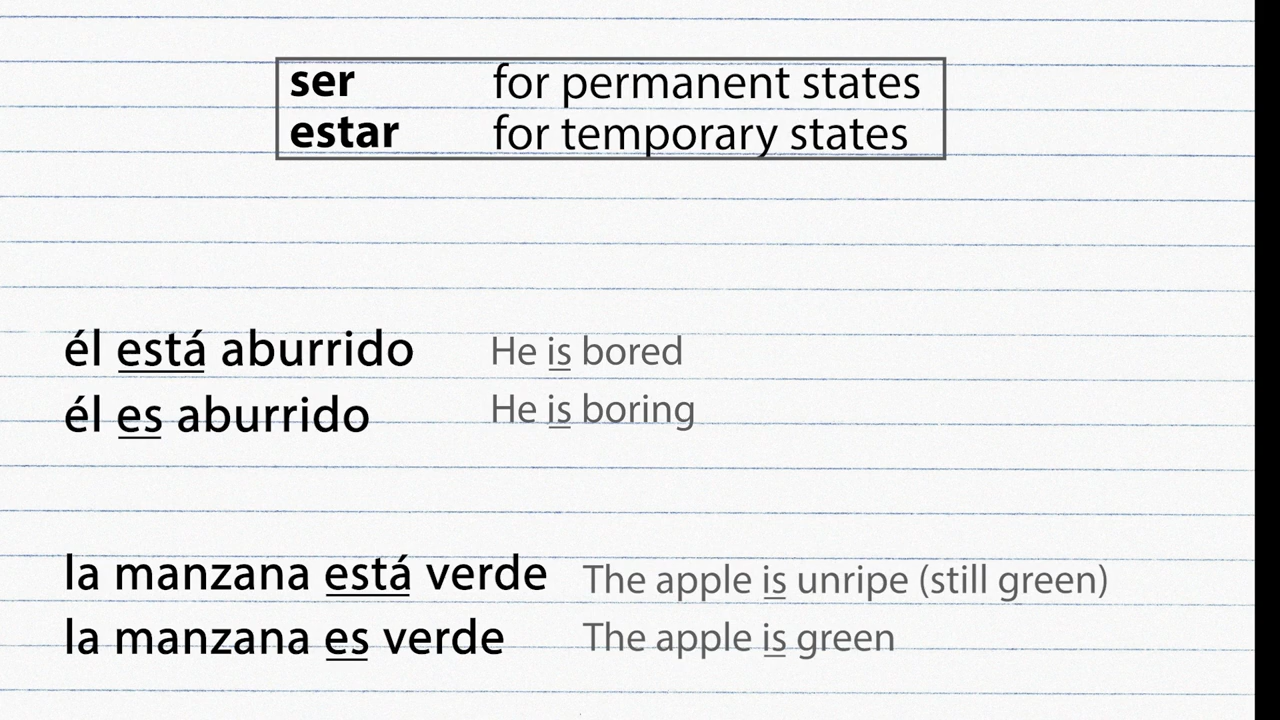 ser for permanent states
estar for temporary states
él está aburrido He is bored
él es aburrido He is boring
la manzana está verde The apple is unripe (still green)
la manzana es verde The apple is green